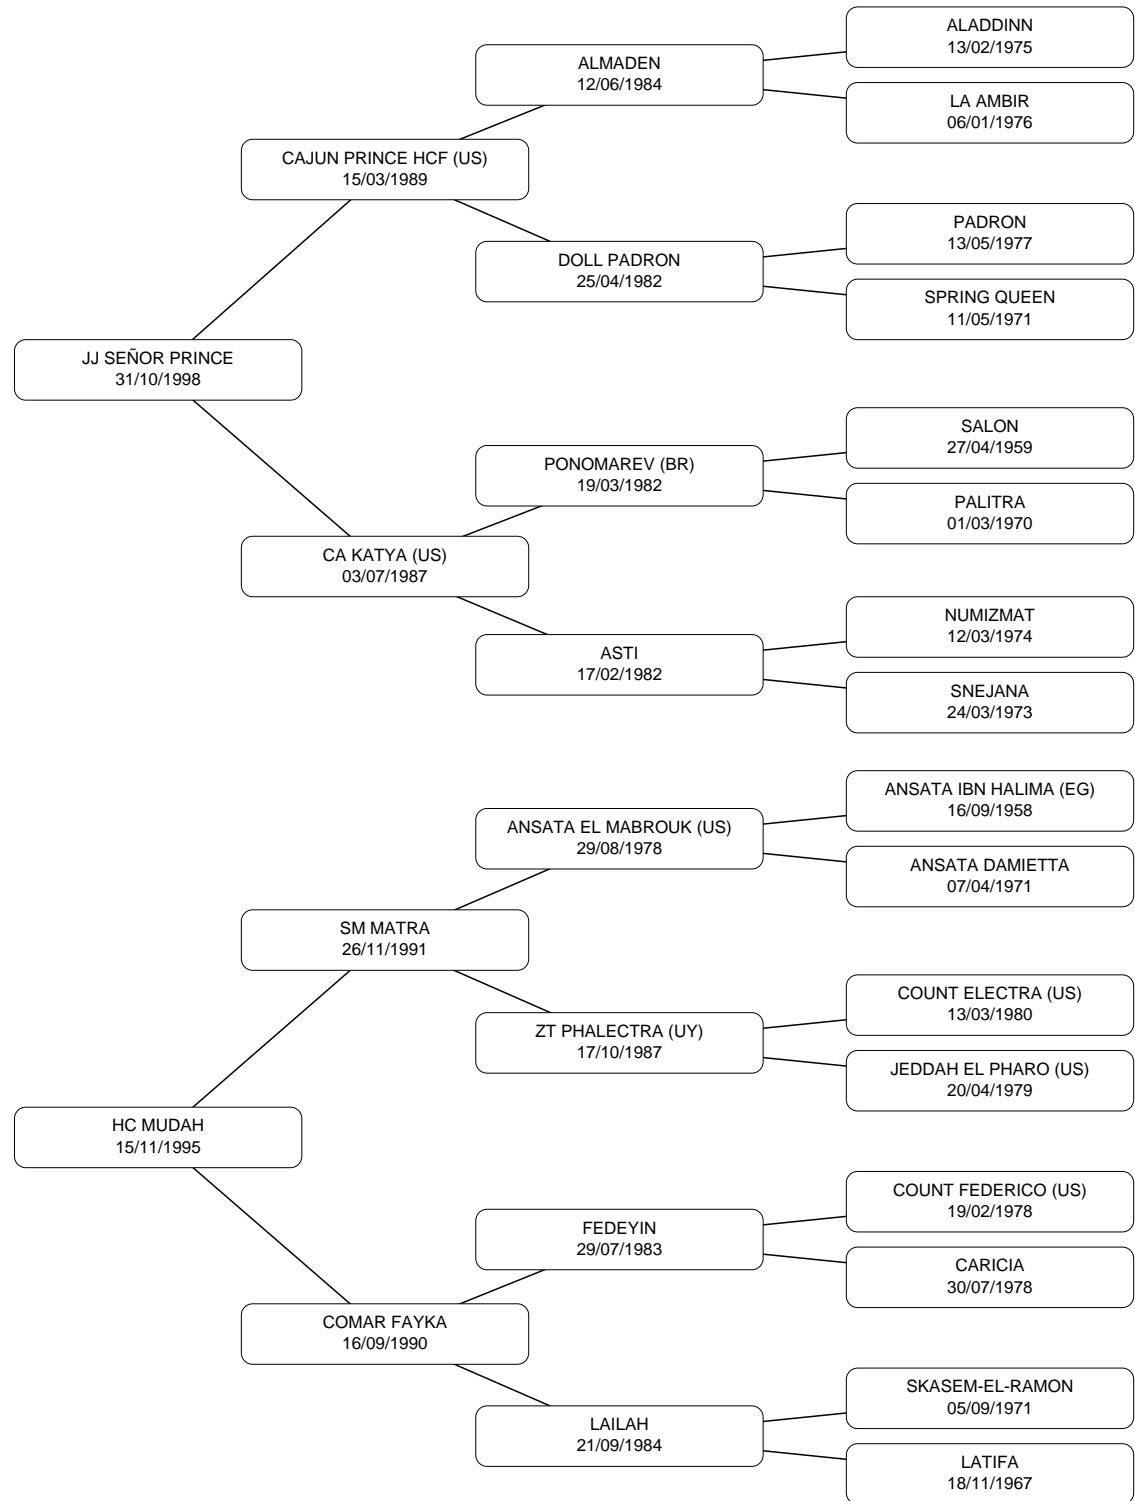 ALADDINN
13/02/1975
ALMADEN
12/06/1984
LA AMBIR
06/01/1976
CAJUN PRINCE HCF (US)
15/03/1989
PADRON
13/05/1977
DOLL PADRON
25/04/1982
SPRING QUEEN
11/05/1971
JJ SEÑOR PRINCE
31/10/1998
SALON
27/04/1959
PONOMAREV (BR)
19/03/1982
PALITRA
01/03/1970
CA KATYA (US)
03/07/1987
NUMIZMAT
12/03/1974
ASTI
17/02/1982
SNEJANA
24/03/1973
ANSATA IBN HALIMA (EG)
16/09/1958
ANSATA EL MABROUK (US)
29/08/1978
ANSATA DAMIETTA
07/04/1971
SM MATRA
26/11/1991
COUNT ELECTRA (US)
13/03/1980
ZT PHALECTRA (UY)
17/10/1987
JEDDAH EL PHARO (US)
20/04/1979
HC MUDAH
15/11/1995
COUNT FEDERICO (US)
19/02/1978
FEDEYIN
29/07/1983
CARICIA
30/07/1978
COMAR FAYKA
16/09/1990
SKASEM-EL-RAMON
05/09/1971
LAILAH
21/09/1984
LATIFA
18/11/1967